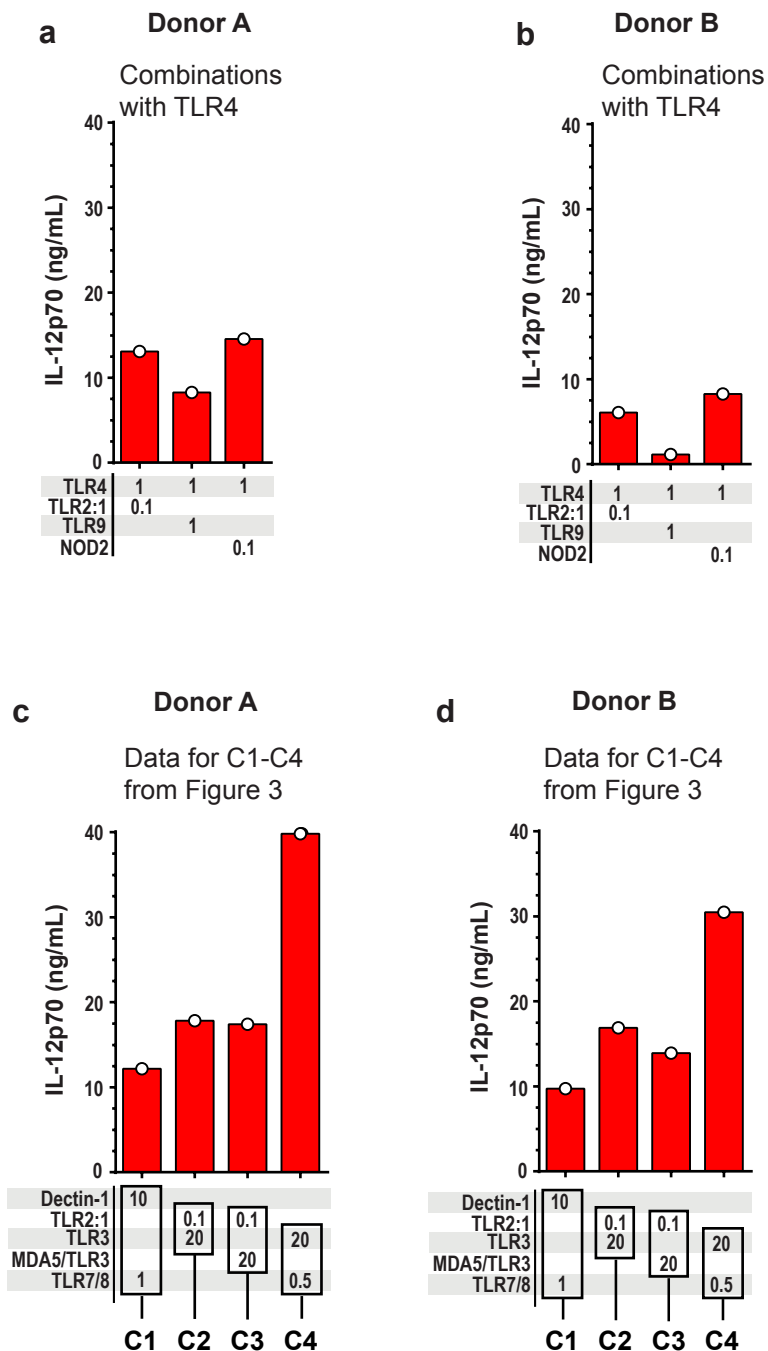 a
Donor A
Combinations
with TLR4
IL-12p70 (ng/mL)
40
30
20
10
0
TLR4 1 1 1
TLR2:1 0.1
TLR9 1
NOD2 0.1
b
Donor B
Combinations
with TLR4
IL-12p70 (ng/mL)
40
30
20
10
0
TLR4 1 1 1
TLR2:1 0.1
TLR9 1
NOD2 0.1
c
Donor A
Data for C1-C4
from Figure 3
IL-12p70 (ng/mL)
40
30
20
10
0
Dectin-1 10
TLR2:1 0.1 0.1
TLR3 20 20
MDA5/TLR3 20
TLR7/8 1 0.5
C1 C2 C3 C4
d
Donor B
Data for C1-C4
from Figure 3
IL-12p70 (ng/mL)
40
30
20
10
0
Dectin-1 10
TLR2:1 0.1 0.1
TLR3 20 20
MDA5/TLR3 20
TLR7/8 1 0.5
C1 C2 C3 C4